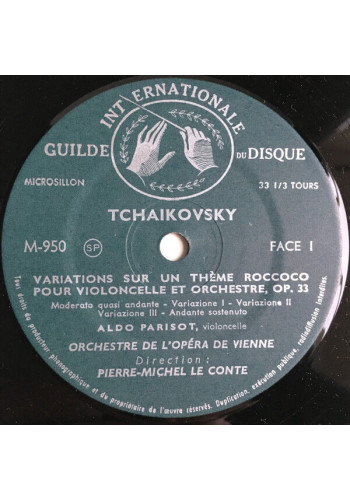 GUILDE INTERNATIONALE DU DISQUE
MICROSILLON
33 1/3 TOURS
TCHAIKOVSKY
M-950
SP
FACE 1
VARIATIONS SUR UN THÈME ROCCOCO
POUR VIOLONCELLE ET ORCHESTRE, OP. 33
Moderato quasi andante - Variazione I - Variazione II
Variazione III - Andante sostenuto
ALDO PARISOT, violoncelle
ORCHESTRE DE L'OPÉRA DE VIENNE
Direction :
PIERRE-MICHEL LE CONTE
Tous droits du producteur phonographique et du propriétaire de l'œuvre réservés. Duplication, exécution publique, radiodiffusion interdites.